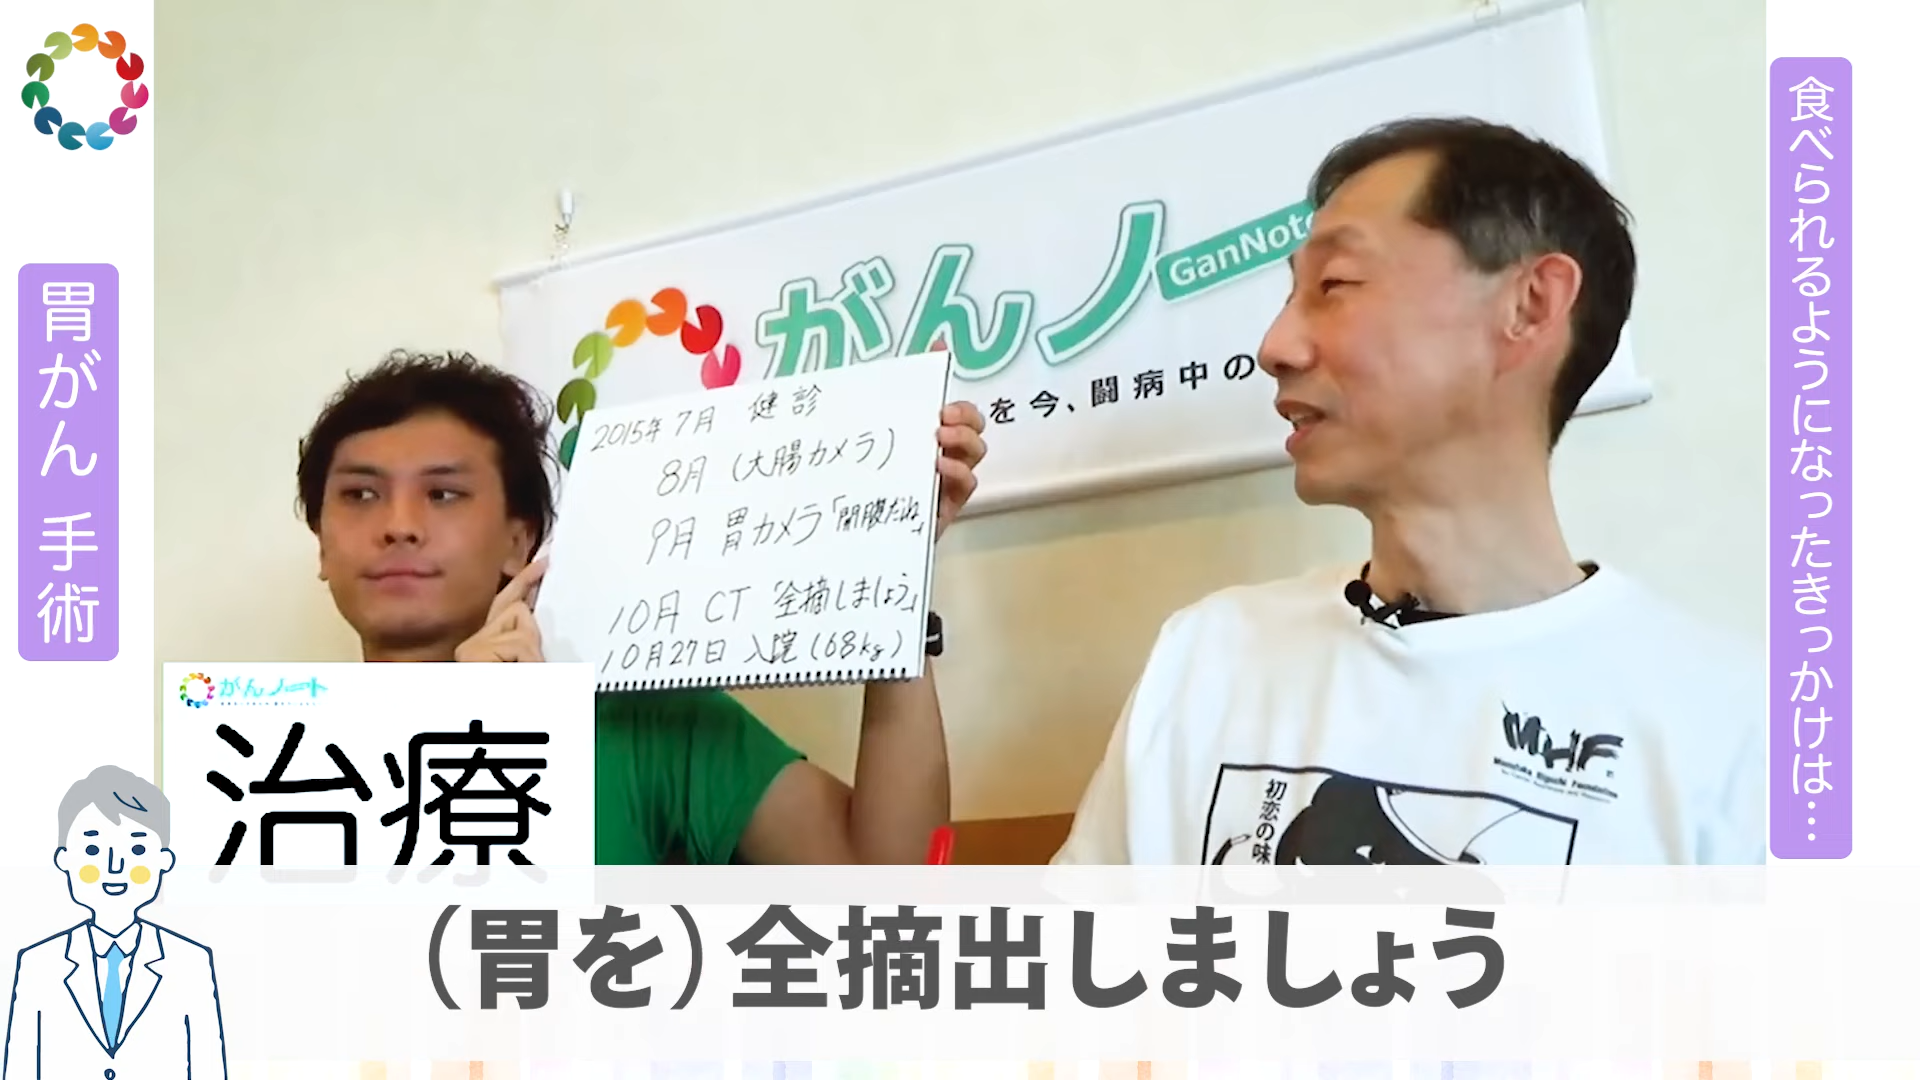 胃がん 手術
食べられるようになったきっかけは…
がんノー
GanNote
を今、闘病中の
2015年 7月 健診
8月 (大腸カメラ)
9月 胃カメラ「開腹だね」
10月 CT 「全摘しましょう」
10月27日 入院 (68kg)
MHF
Foundation
初恋の味
がんノート
治療
(胃を)全摘出しましょう